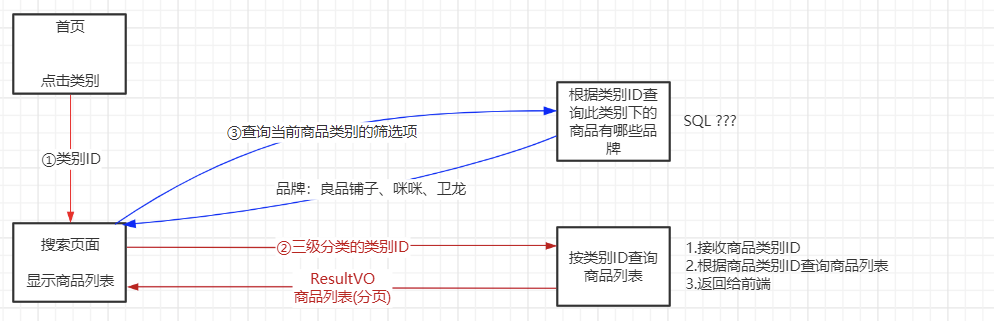 首页
点击类别
①类别ID
搜索页面
显示商品列表
③查询当前商品类别的筛选项
品牌：良品铺子、咪咪、卫龙
根据类别ID查
询此类别下的
商品有哪些品
牌
SQL ???
②三级分类的类别ID
ResultVO
商品列表(分页)
按类别ID查询
商品列表
1.接收商品类别ID
2.根据商品类别ID查询商品列表
3.返回给前端